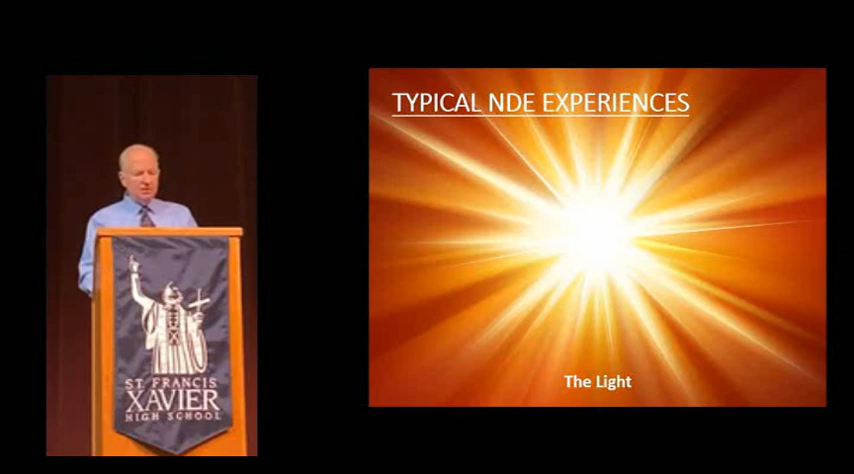 TYPICAL NDE EXPERIENCES
The Light
ST. FRANCIS
XAVIER
HIGH SCHOOL